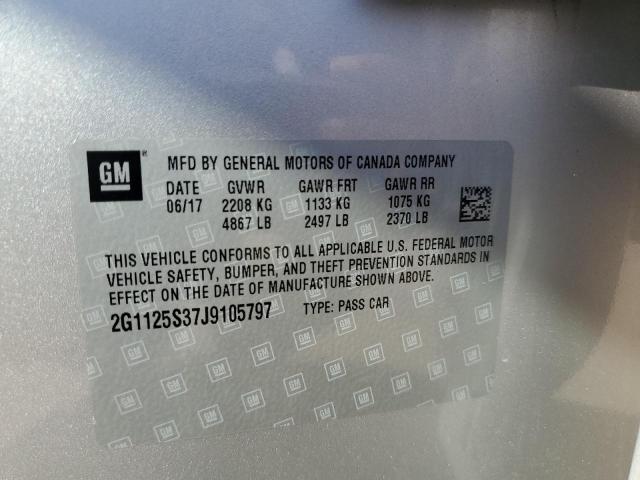 GM ®
MFD BY GENERAL MOTORS OF CANADA COMPANY
DATE GVWR GAWR FRT GAWR RR
06/17 2208 KG 1133 KG 1075 KG
4867 LB 2497 LB 2370 LB
THIS VEHICLE CONFORMS TO ALL APPLICABLE U.S. FEDERAL MOTOR
VEHICLE SAFETY, BUMPER, AND THEFT PREVENTION STANDARDS IN
EFFECT ON THE DATE OF MANUFACTURE SHOWN ABOVE.
2G1125S37J9105797 TYPE: PASS CAR